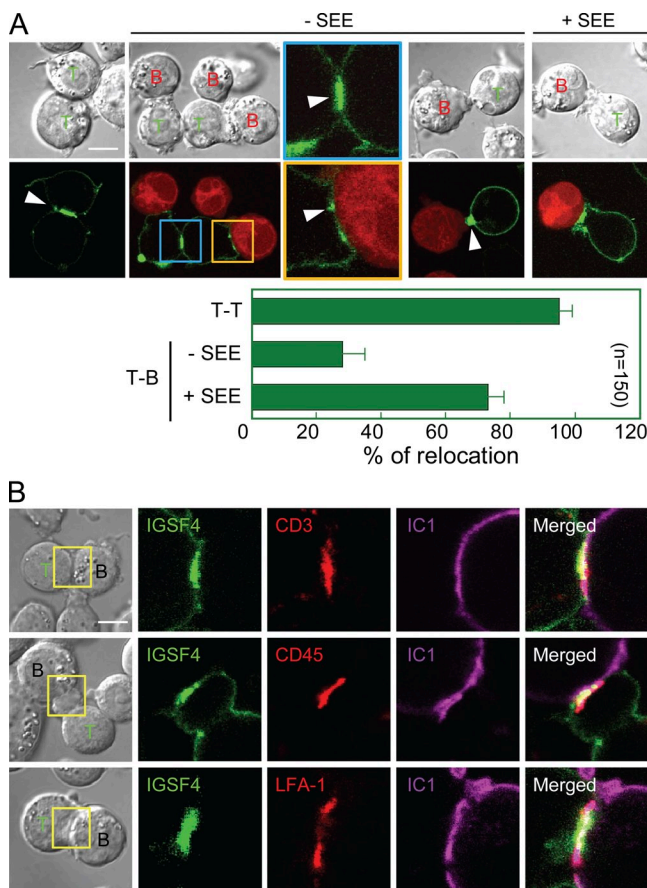 A
- SEE
+ SEE
T
T
B
B
T
T
B
B
T
B
T
T-T
T-B
- SEE
+ SEE
(n=150)
0
20
40
60
80
100
120
% of relocation
B
T
B
IGSF4
CD3
IC1
Merged
B
T
IGSF4
CD45
IC1
Merged
T
B
IGSF4
LFA-1
IC1
Merged